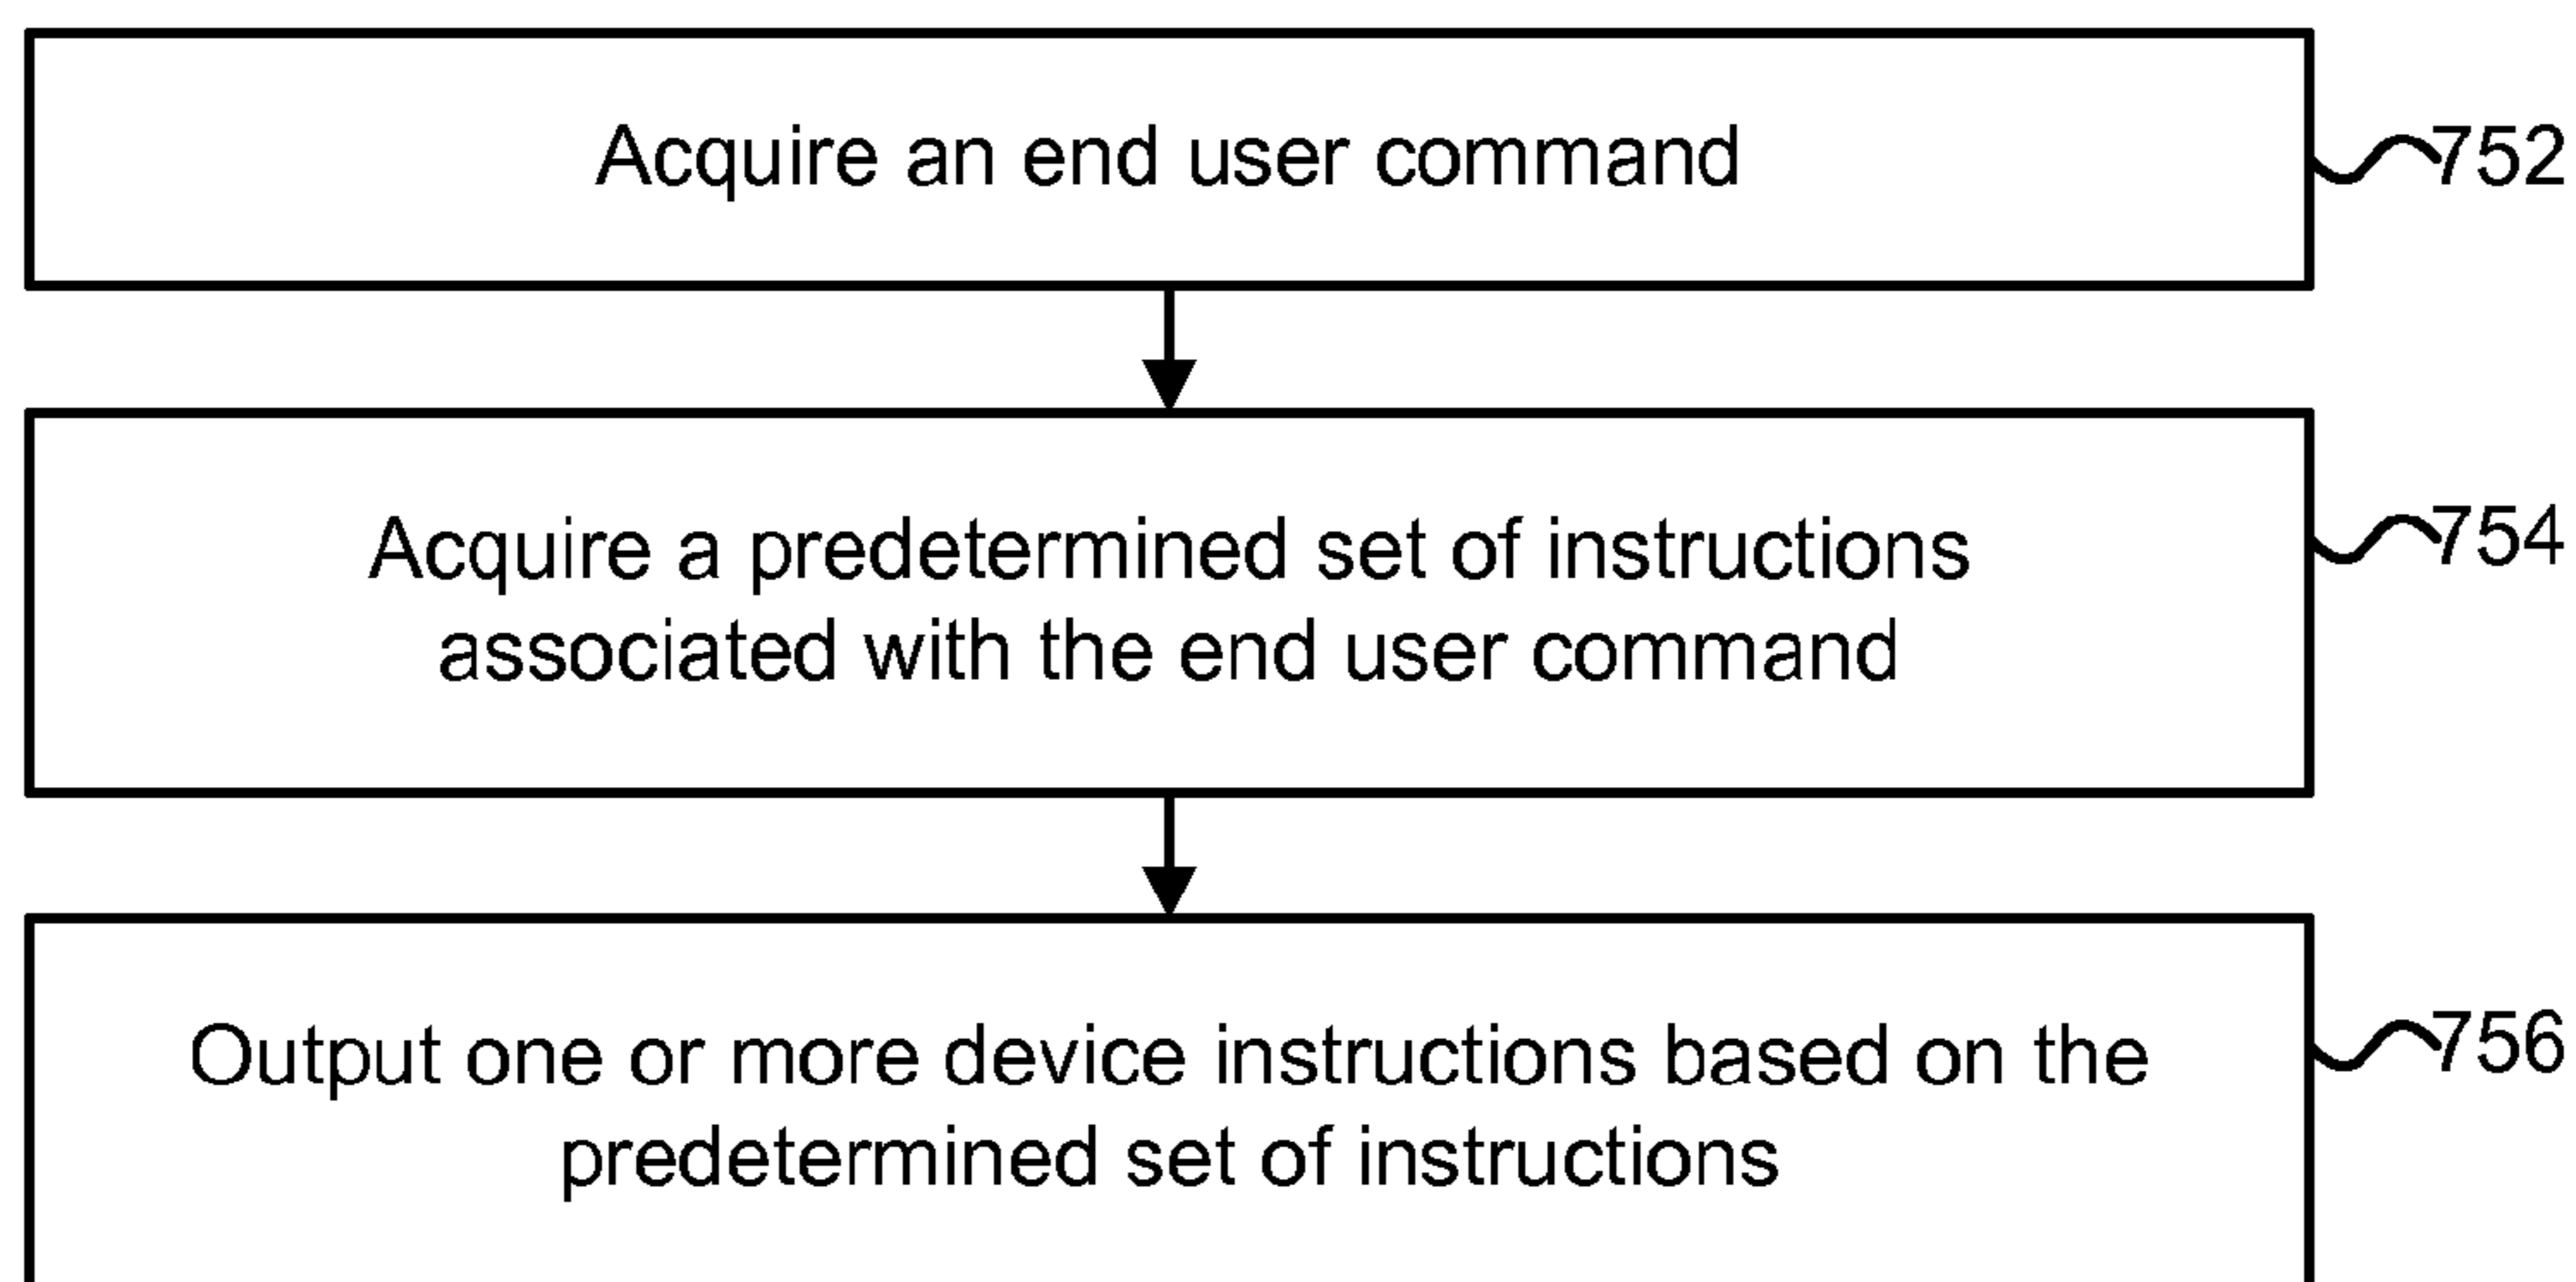 Acquire an end user command
752
Acquire a predetermined set of instructions
associated with the end user command
754
Output one or more device instructions based on the
predetermined set of instructions
756